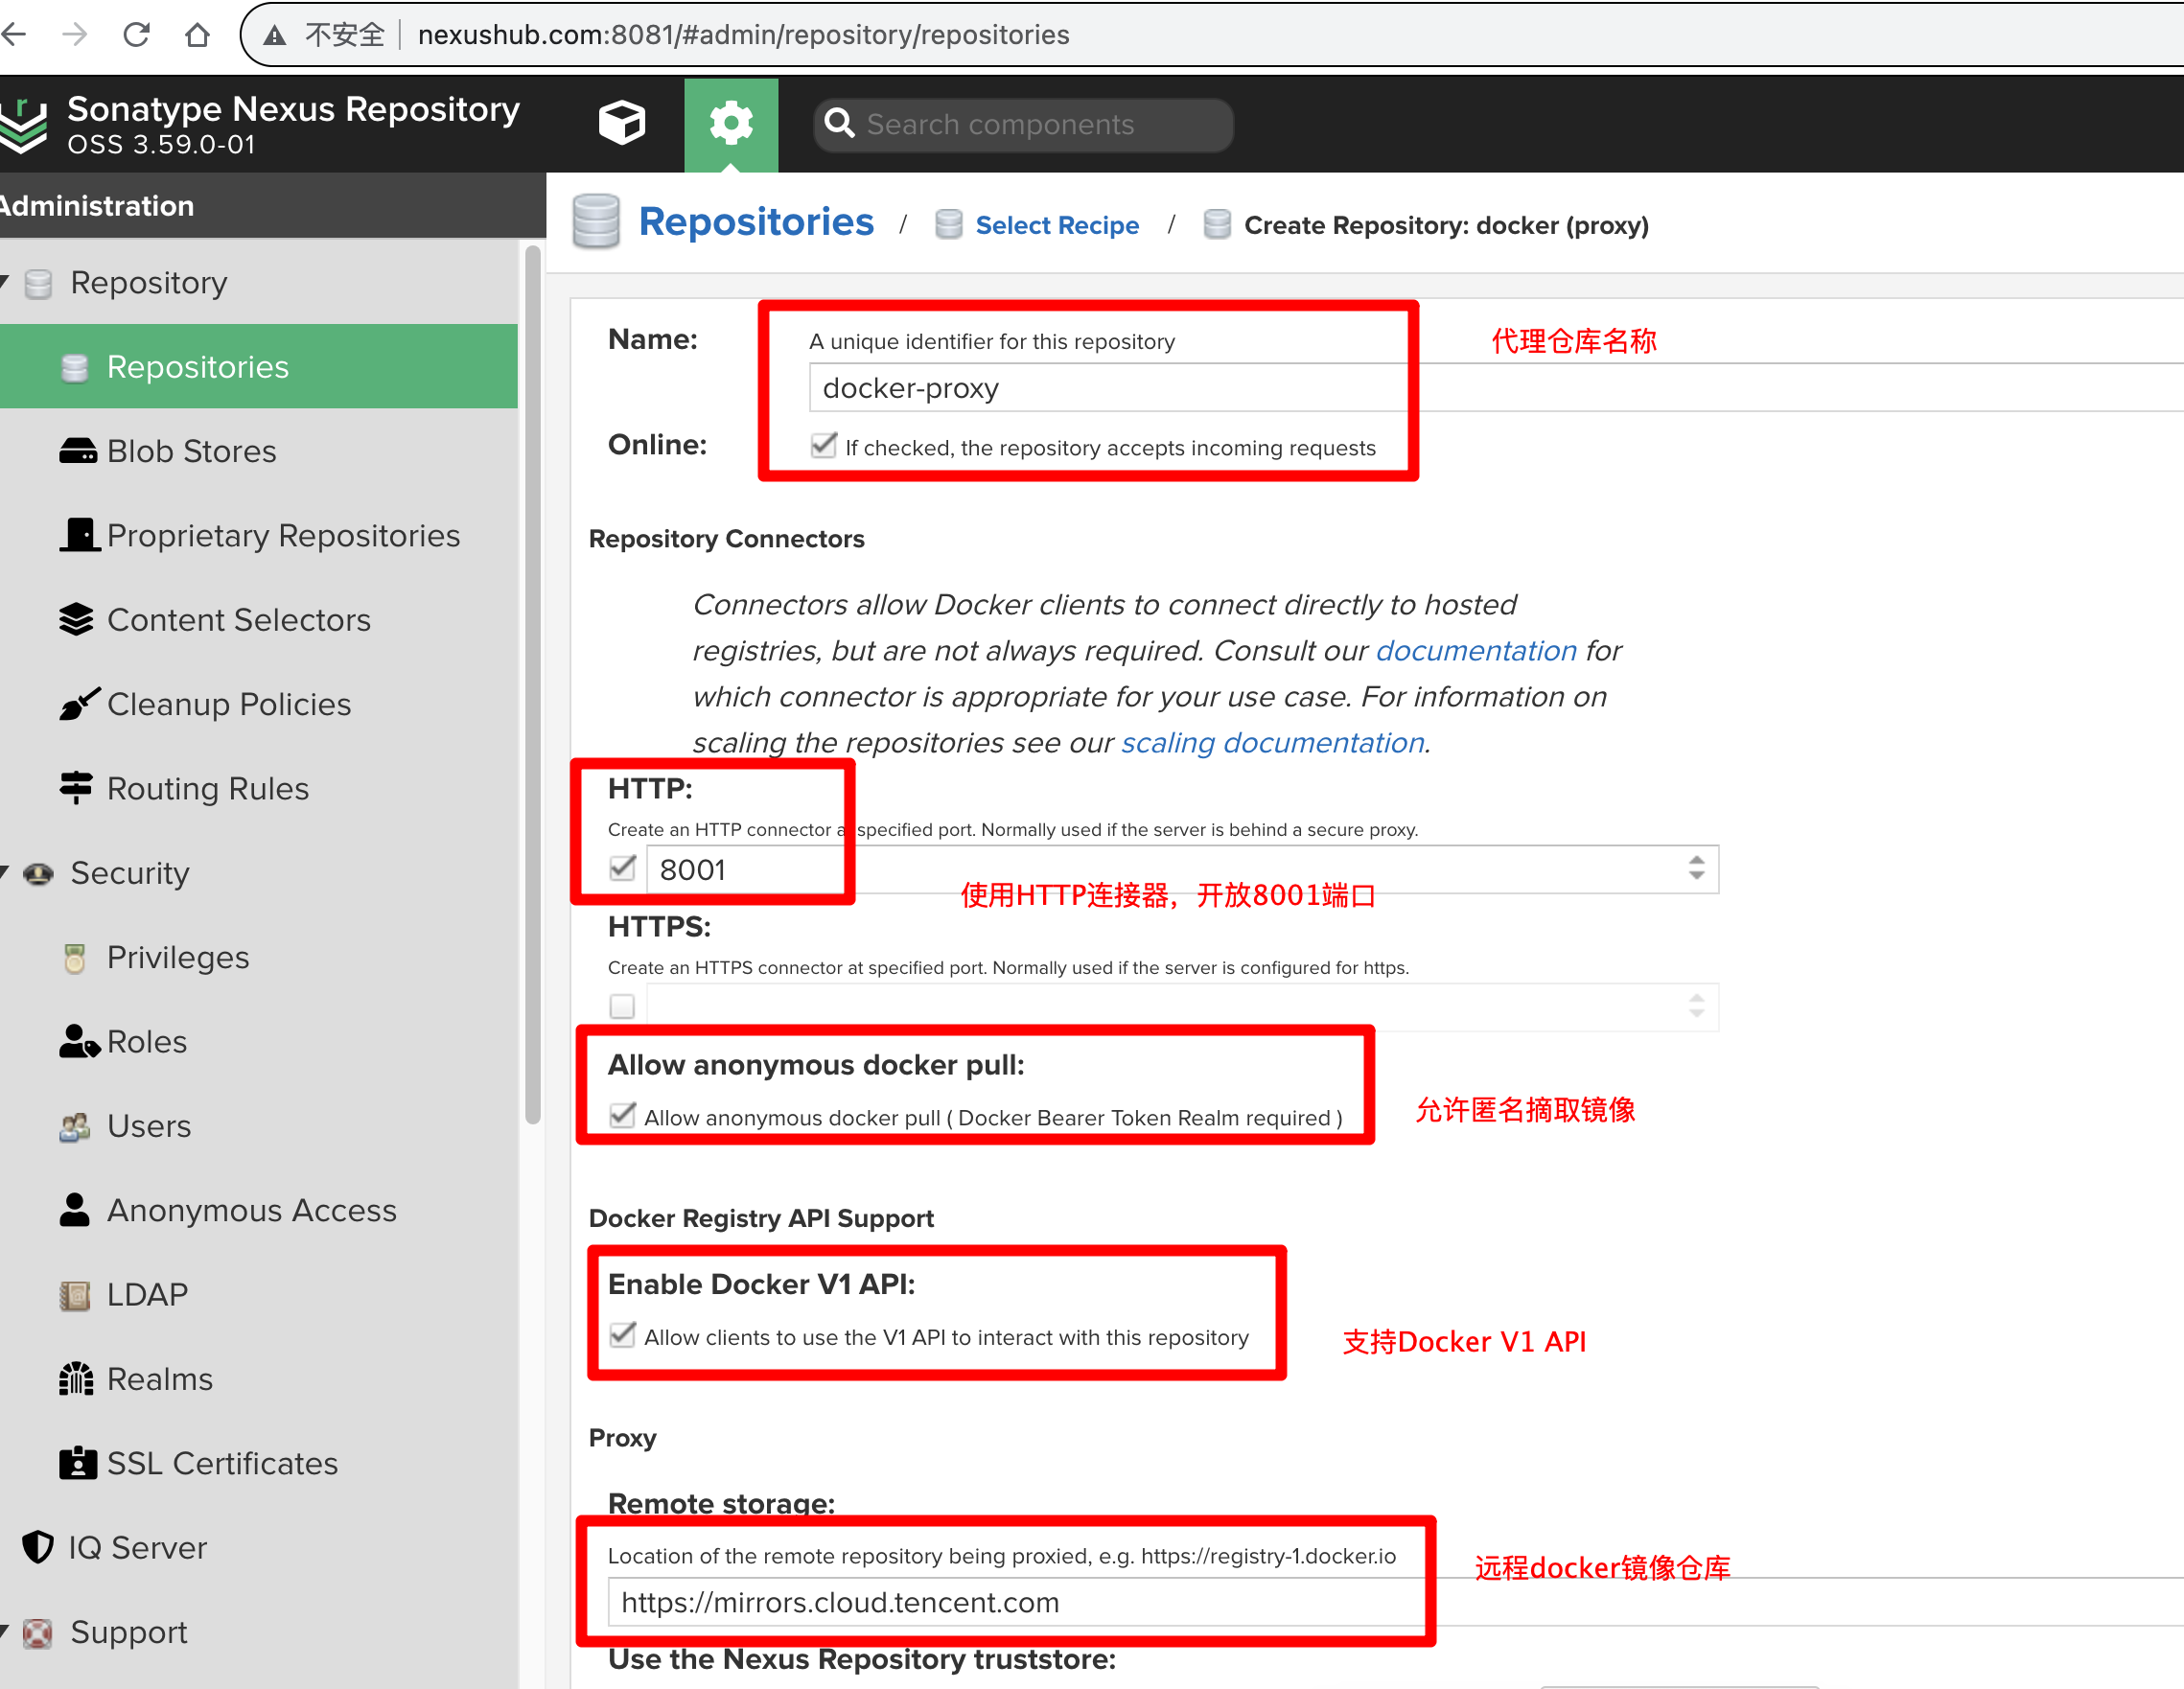 不安全 nexushub.com:8081/#admin/repository/repositories
Sonatype Nexus Repository
OSS 3.59.0-01
Search components
Administration
Repositories / Select Recipe / Create Repository: docker (proxy)
Repository
Repositories
Blob Stores
Proprietary Repositories
Content Selectors
Cleanup Policies
Routing Rules
Security
Privileges
Roles
Users
Anonymous Access
LDAP
Realms
SSL Certificates
IQ Server
Support
Name:
A unique identifier for this repository
代理仓库名称
docker-proxy
Online:
If checked, the repository accepts incoming requests
Repository Connectors
Connectors allow Docker clients to connect directly to hosted
registries, but are not always required. Consult our documentation for
which connector is appropriate for your use case. For information on
scaling the repositories see our scaling documentation.
HTTP:
Create an HTTP connector a specified port. Normally used if the server is behind a secure proxy.
8001
使用HTTP连接器，开放8001端口
HTTPS:
Create an HTTPS connector at specified port. Normally used if the server is configured for https.
Allow anonymous docker pull:
Allow anonymous docker pull ( Docker Bearer Token Realm required )
允许匿名摘取镜像
Docker Registry API Support
Enable Docker V1 API:
Allow clients to use the V1 API to interact with this repository
支持Docker V1 API
Proxy
Remote storage:
Location of the remote repository being proxied, e.g. https://registry-1.docker.io
远程docker镜像仓库
https://mirrors.cloud.tencent.com
Use the Nexus Repository truststore: